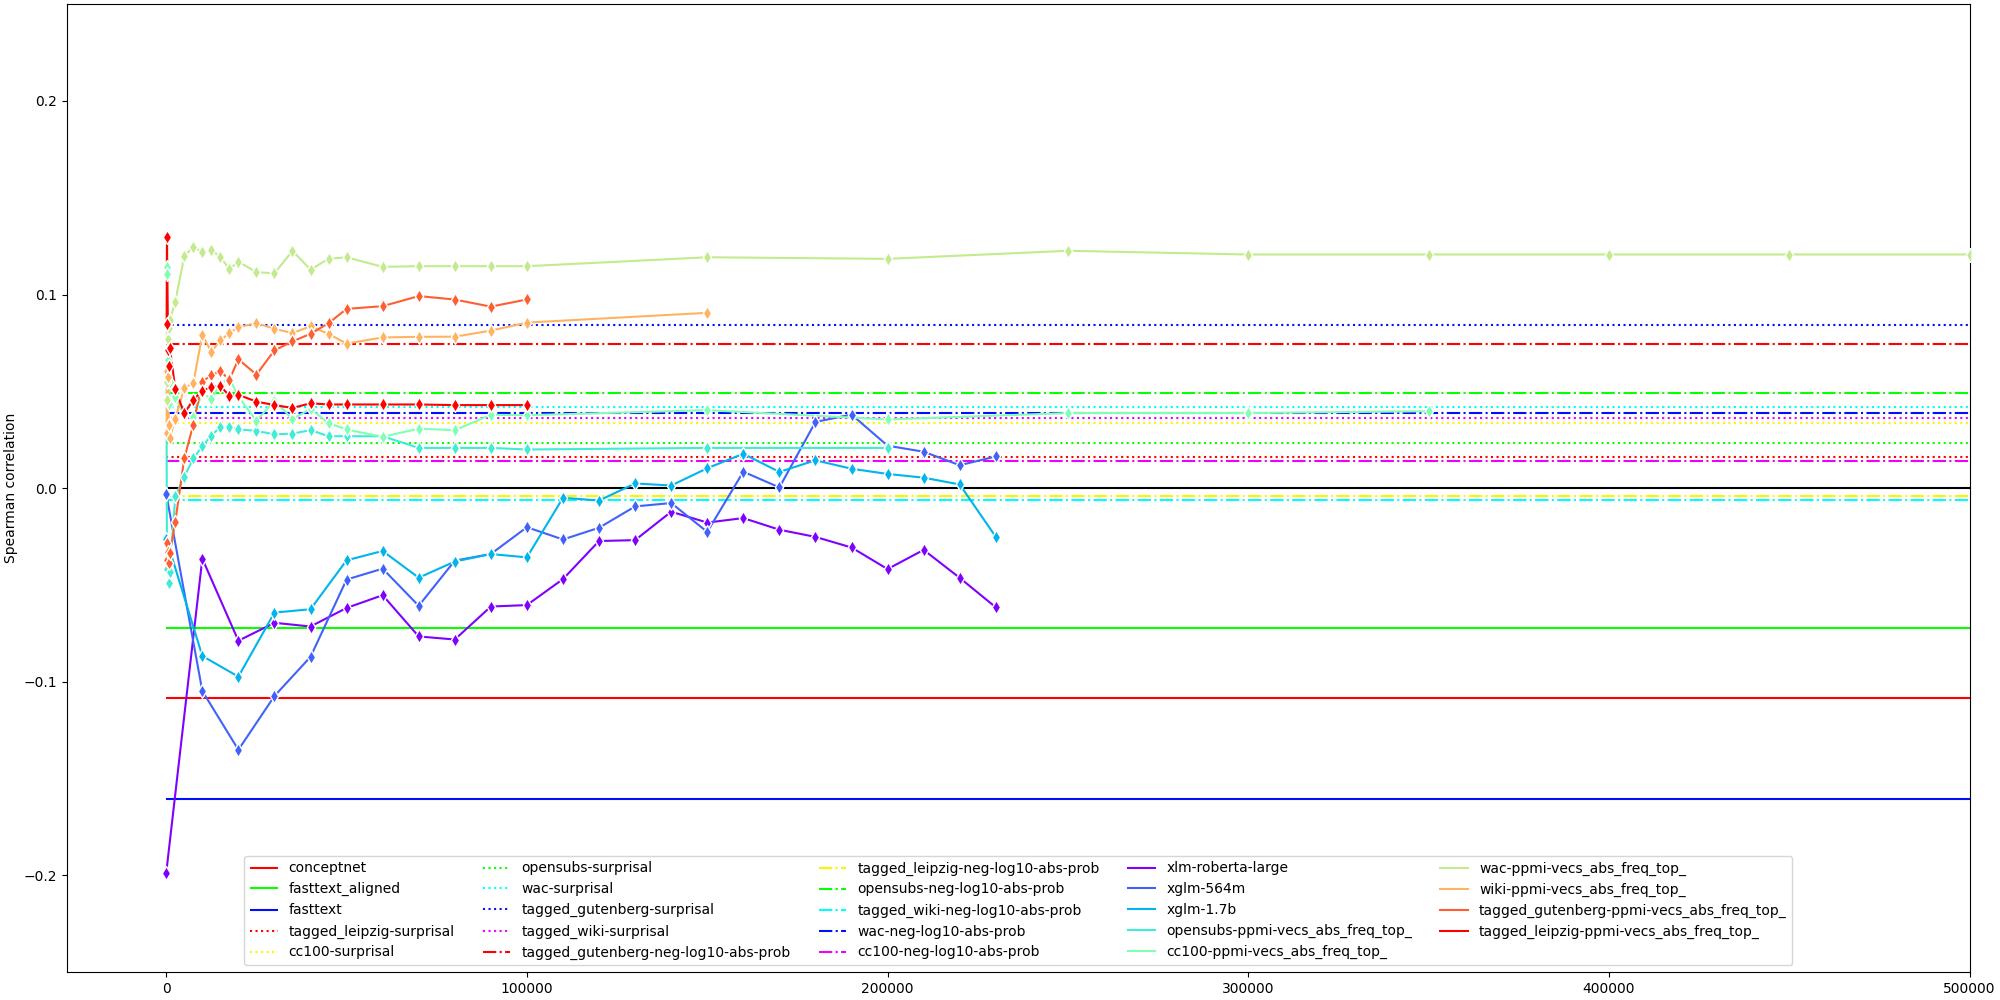 0.2
0.1
0.0
−0.1
−0.2
Spearman correlation
conceptnet
fasttext_aligned
fasttext
tagged_leipzig-surprisal
cc100-surprisal
opensubs-surprisal
wac-surprisal
tagged_gutenberg-surprisal
tagged_wiki-surprisal
tagged_gutenberg-neg-log10-abs-prob
tagged_leipzig-neg-log10-abs-prob
opensubs-neg-log10-abs-prob
tagged_wiki-neg-log10-abs-prob
wac-neg-log10-abs-prob
cc100-neg-log10-abs-prob
xlm-roberta-large
xglm-564m
xglm-1.7b
opensubs-ppmi-vecs_abs_freq_top_
cc100-ppmi-vecs_abs_freq_top_
wac-ppmi-vecs_abs_freq_top_
wiki-ppmi-vecs_abs_freq_top_
tagged_gutenberg-ppmi-vecs_abs_freq_top_
tagged_leipzig-ppmi-vecs_abs_freq_top_
0 100000 200000 300000 400000 500000